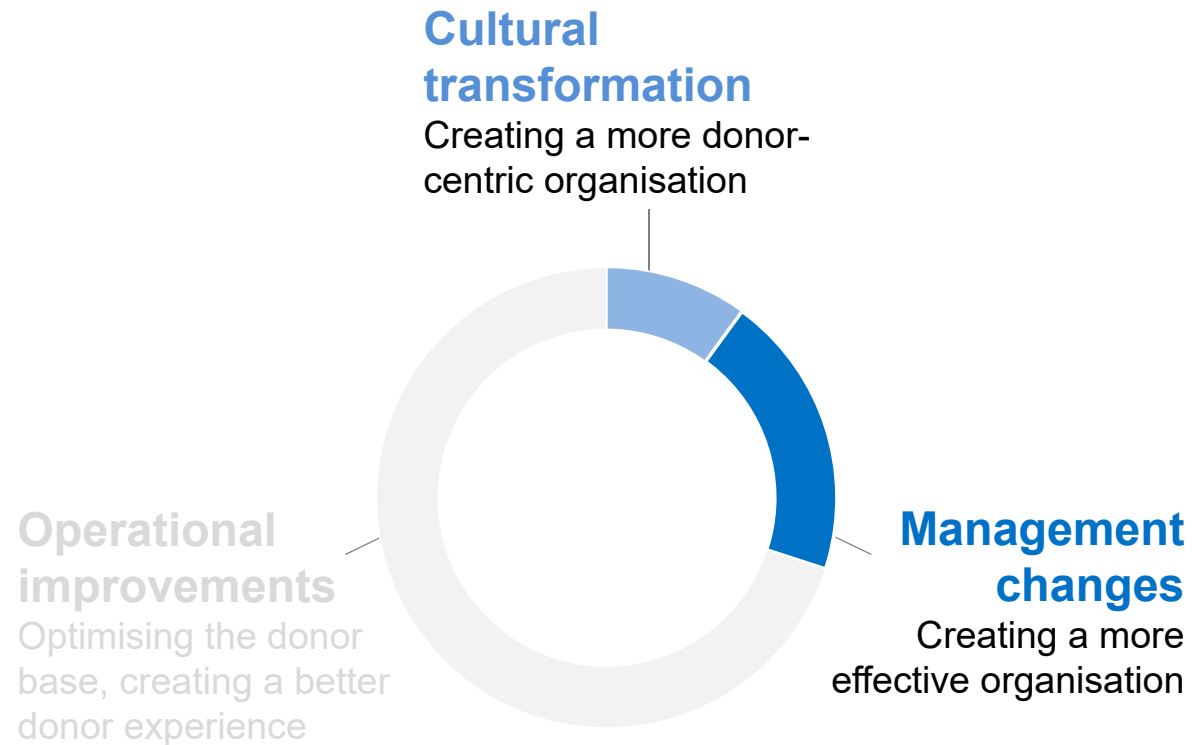 Cultural
transformation
Creating a more donor-
centric organisation
Operational
improvements
Optimising the donor
base, creating a better
donor experience
Management
changes
Creating a more
effective organisation